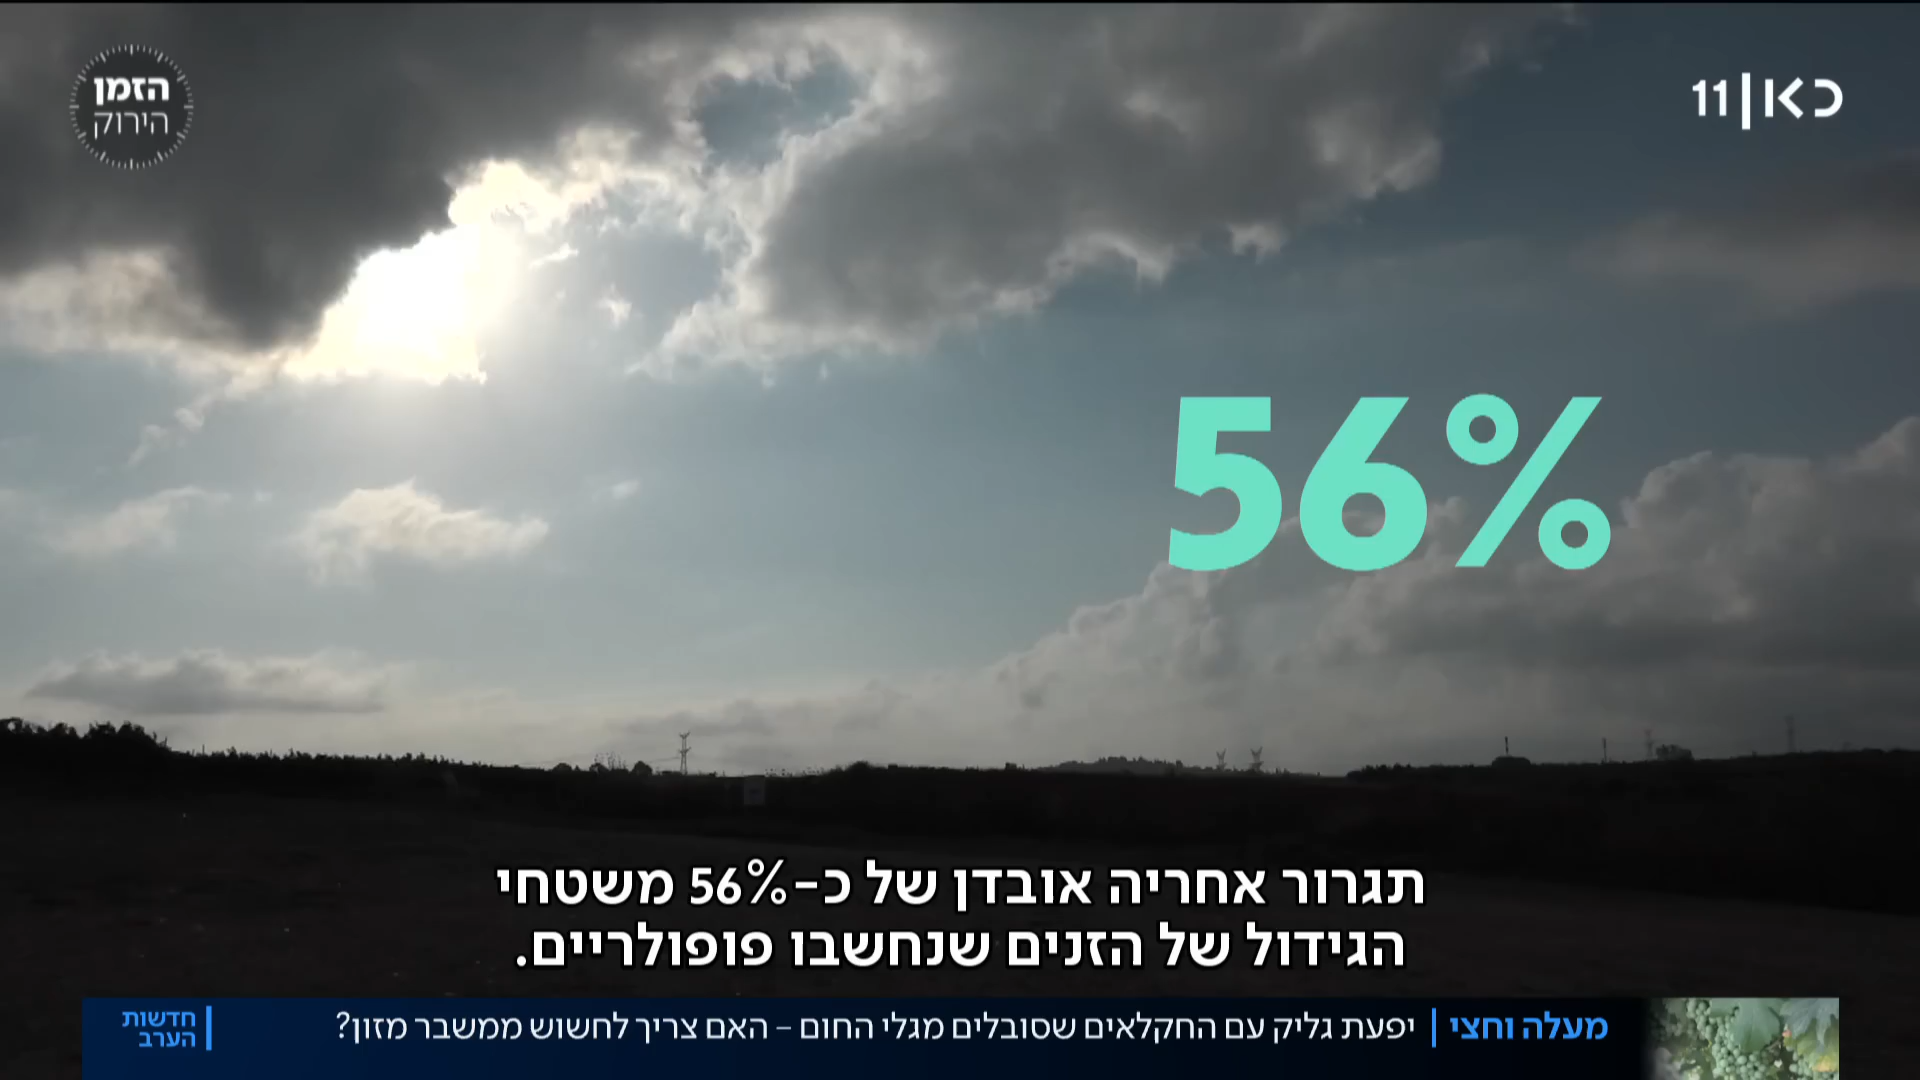 הזמן
הירוק
כאן 11
56%
תגרור אחריה אובדן של כ-56% משטחי
הגידול של הזנים שנחשבו פופולריים.
מעלה וחצי | יפעת גליק עם החקלאים שסובלים מגלי החום – האם צריך לחשוש ממשבר מזון?
חדשות
הערב